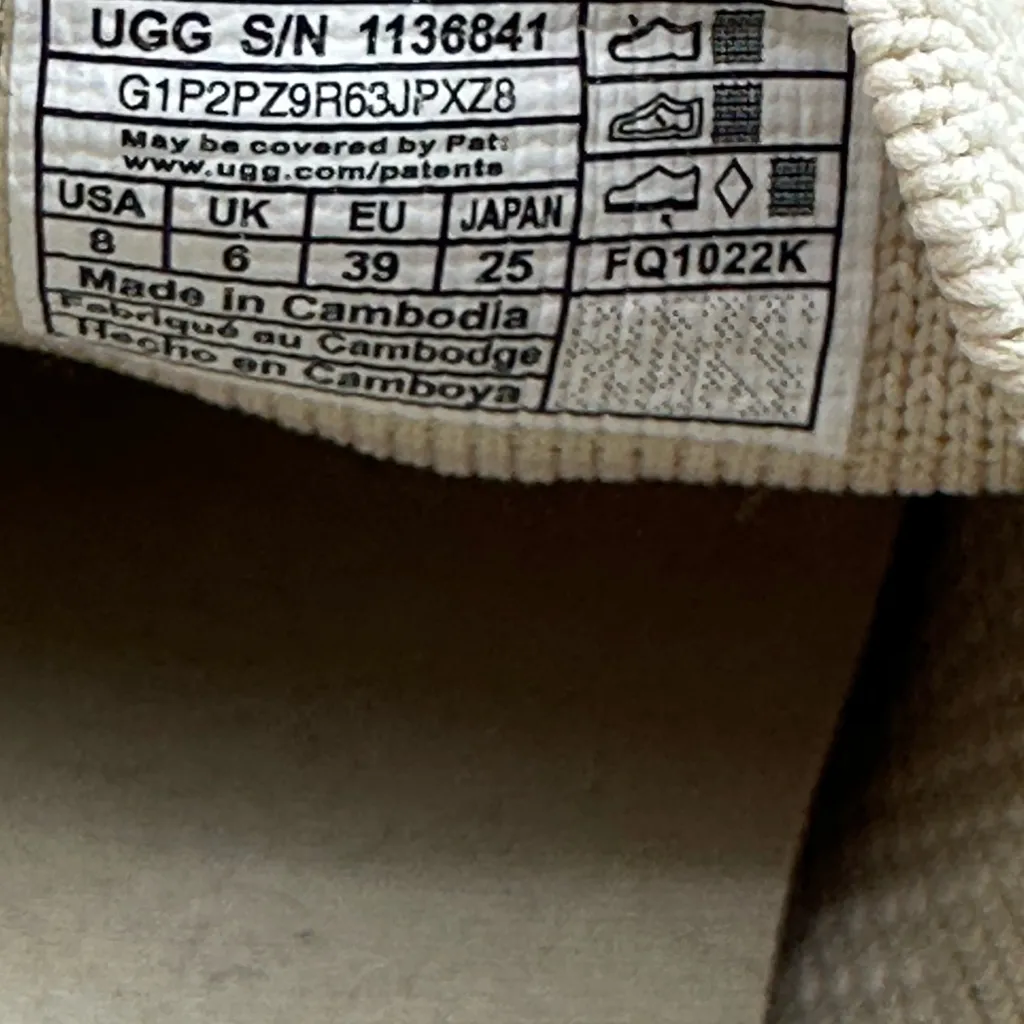 UGG S/N 1136841
G1P2PZ9R63JPXZ8
May be covered by Pat:
www.ugg.com/patents
USA UK EU JAPAN
8 6 39 25 FQ1022K
Made in Cambodia
Fabriqué au Cambodge
Hecho en Camboya